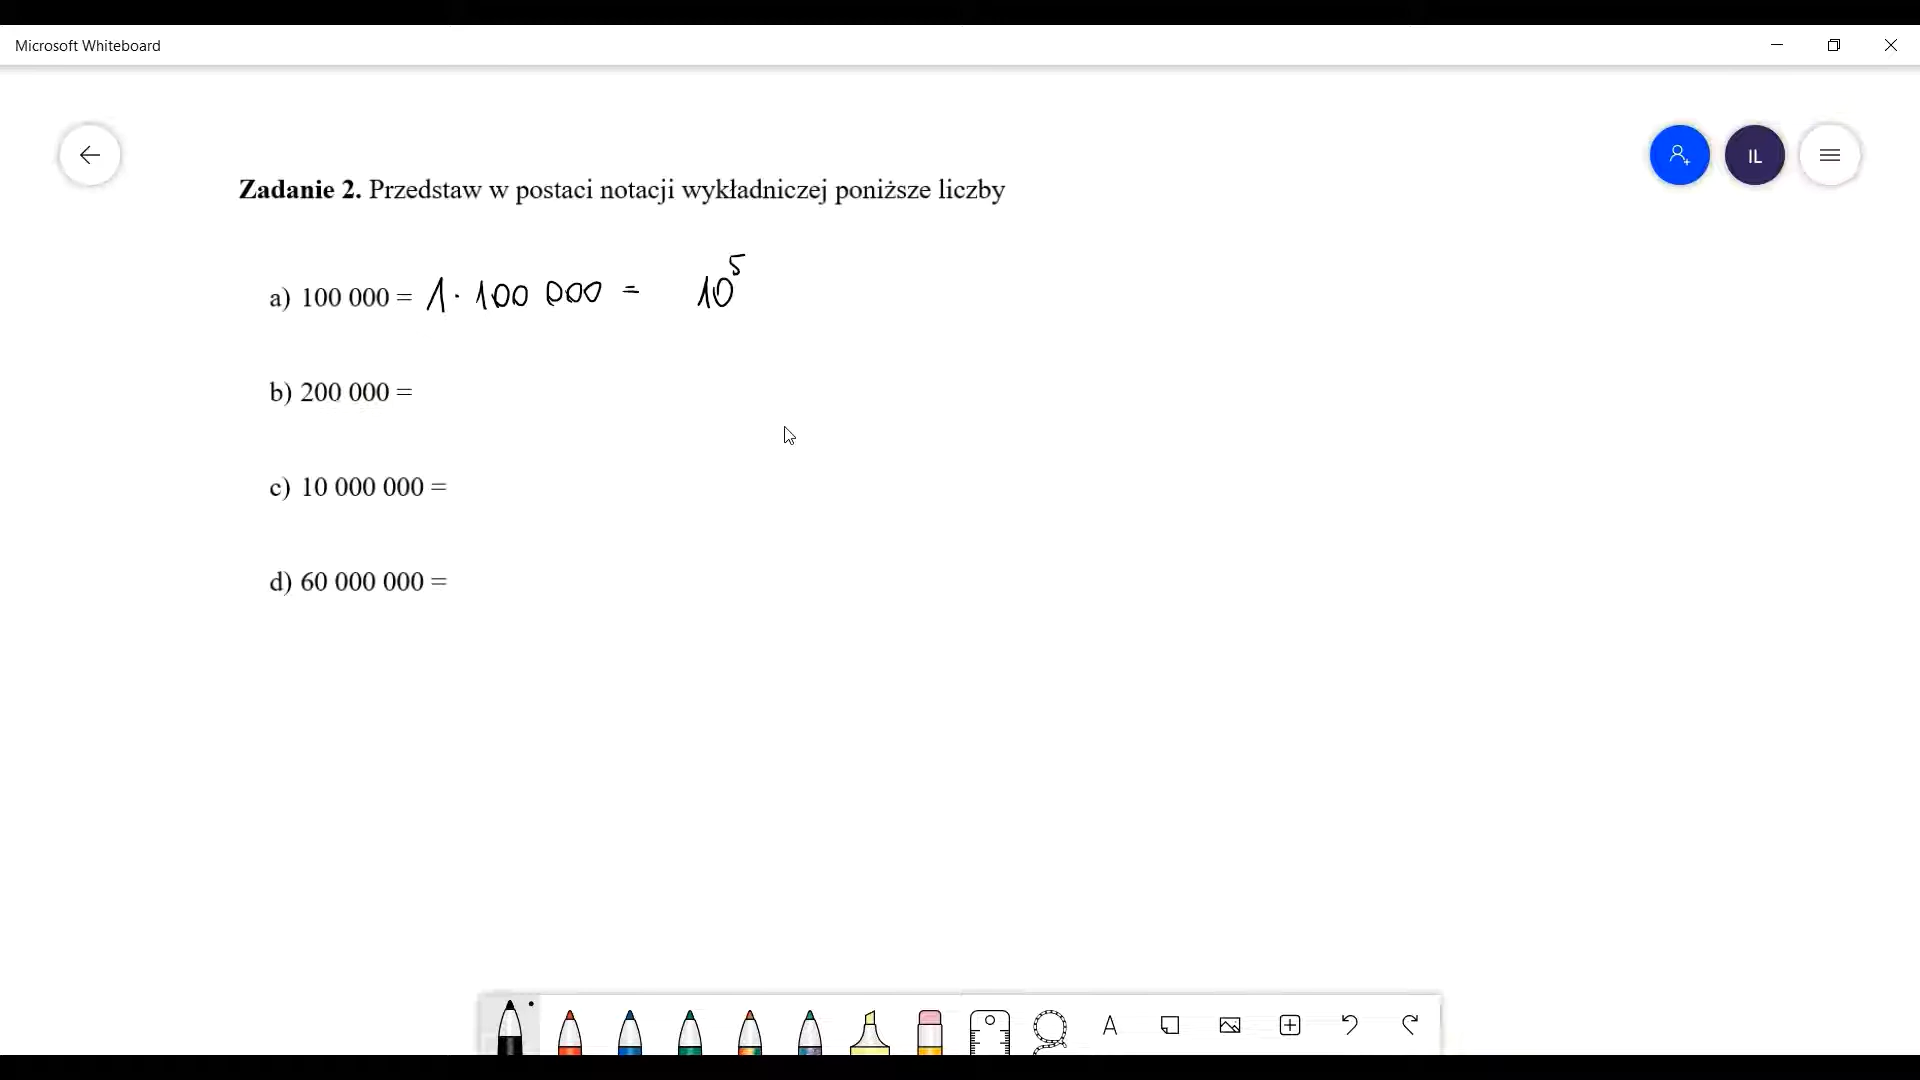 Microsoft Whiteboard
IL
Zadanie 2. Przedstaw w postaci notacji wykładniczej poniższe liczby
a) 100 000 = 1 · 100 000 = 10⁵
b) 200 000 =
c) 10 000 000 =
d) 60 000 000 =